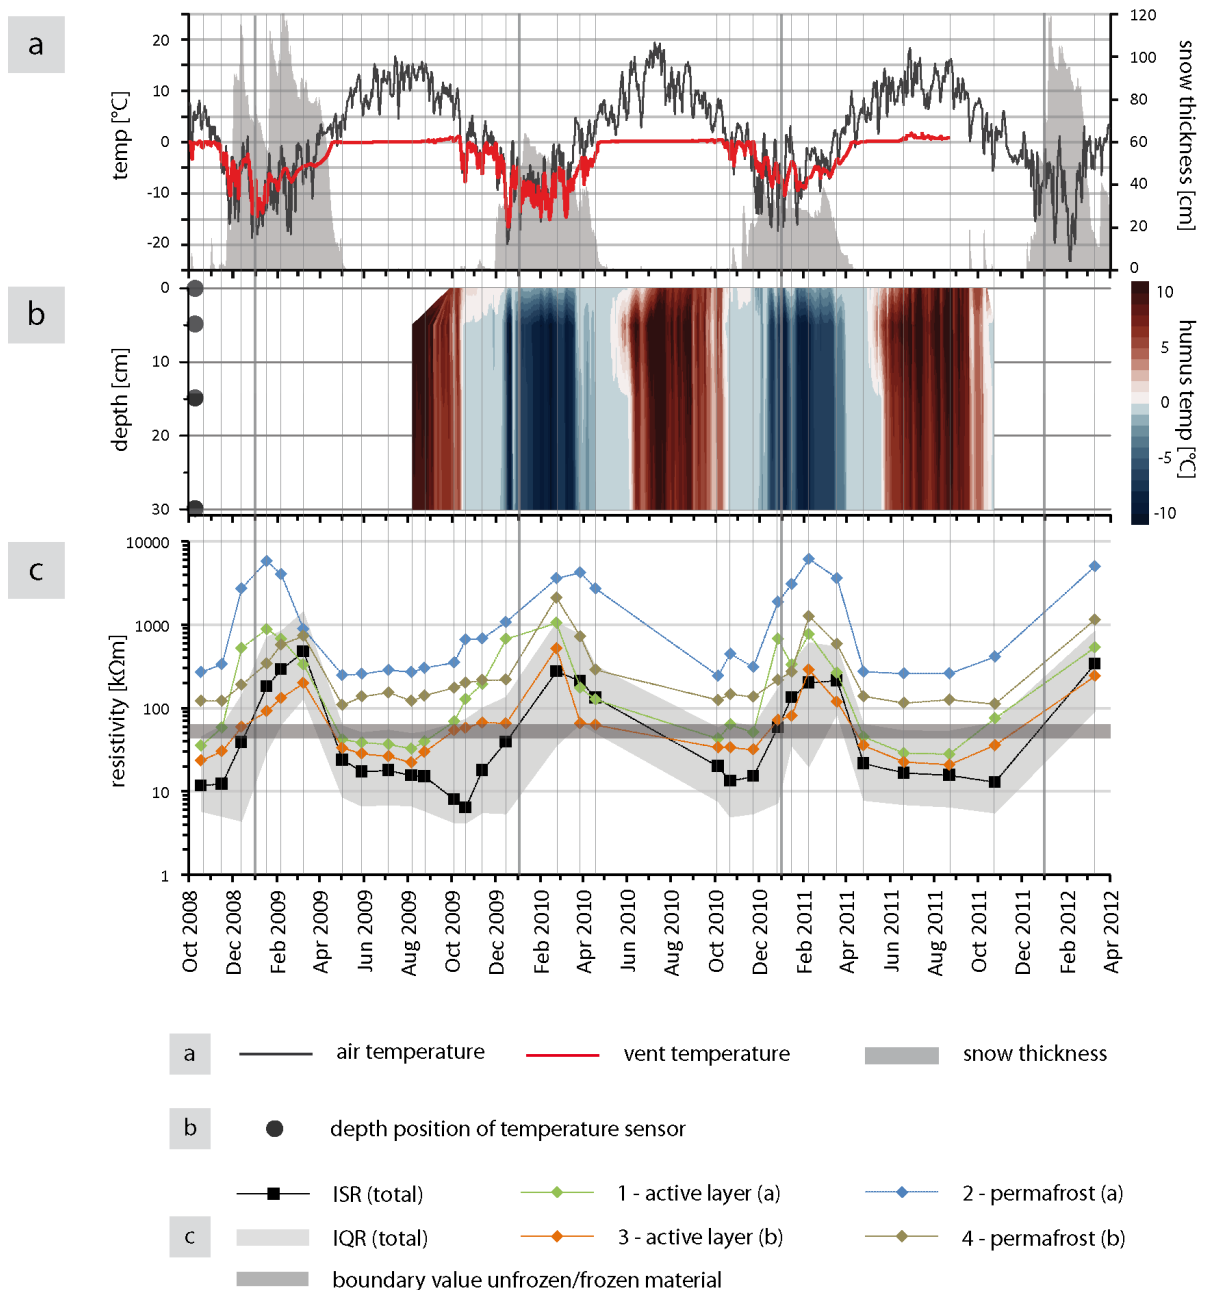 a
temp [°C]
20
10
0
-10
-20
120
100
80
60
40
20
0
snow thickness [cm]
b
depth [cm]
0
10
20
30
10
5
0
-5
-10
humus temp [°C]
c
resistivity [KΩm]
10000
1000
100
10
1
Oct 2008
Dec 2008
Feb 2009
Apr 2009
Jun 2009
Aug 2009
Oct 2009
Dec 2009
Feb 2010
Apr 2010
Jun 2010
Aug 2010
Oct 2010
Dec 2010
Feb 2011
Apr 2011
Jun 2011
Aug 2011
Oct 2011
Dec 2011
Feb 2012
Apr 2012
a air temperature vent temperature snow thickness
b depth position of temperature sensor
ISR (total) 1 - active layer (a) 2 - permafrost (a)
c IQR (total) 3 - active layer (b) 4 - permafrost (b)
boundary value unfrozen/frozen material